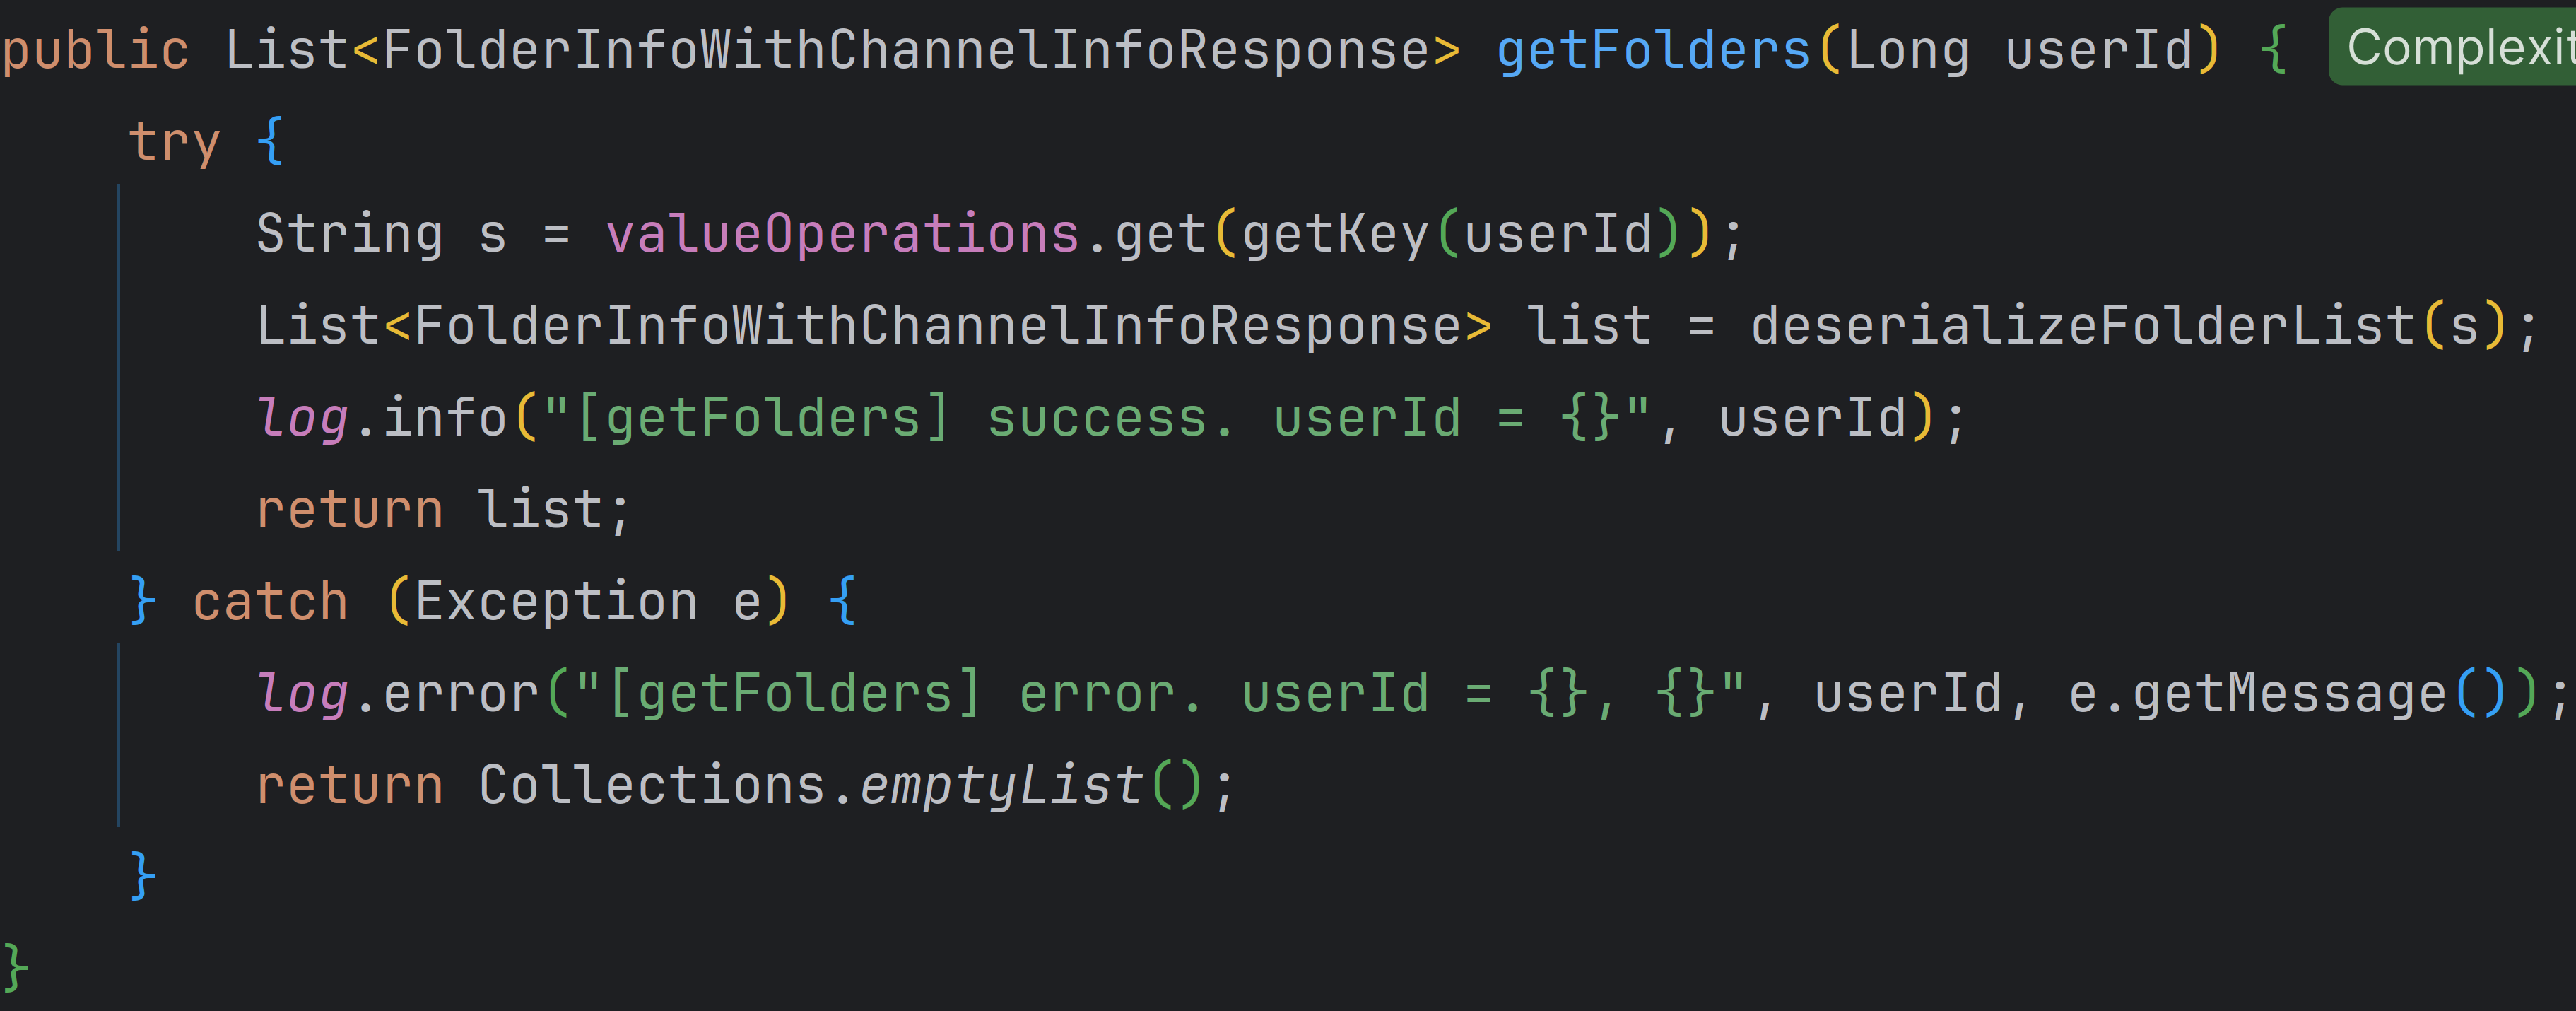 public List<FolderInfoWithChannelInfoResponse> getFolders(Long userId) {
try {
String s = valueOperations.get(getKey(userId));
List<FolderInfoWithChannelInfoResponse> list = deserializeFolderList(s);
log.info("[getFolders] success. userId = {}", userId);
return list;
} catch (Exception e) {
log.error("[getFolders] error. userId = {}, {}", userId, e.getMessage());
return Collections.emptyList();
}
}